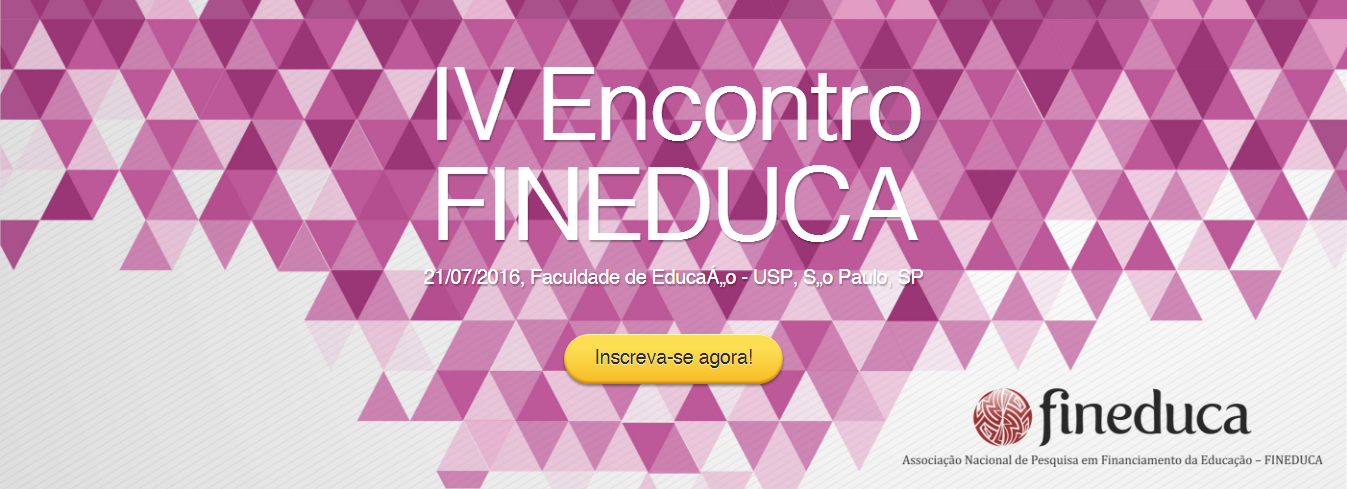 IV Encontro
FINEDUCA
21/07/2016, Faculdade de EducaÁ„o - USP, S„o Paulo, SP
Inscreva-se agora!
fineduca
Associação Nacional de Pesquisa em Financiamento da Educação – FINEDUCA